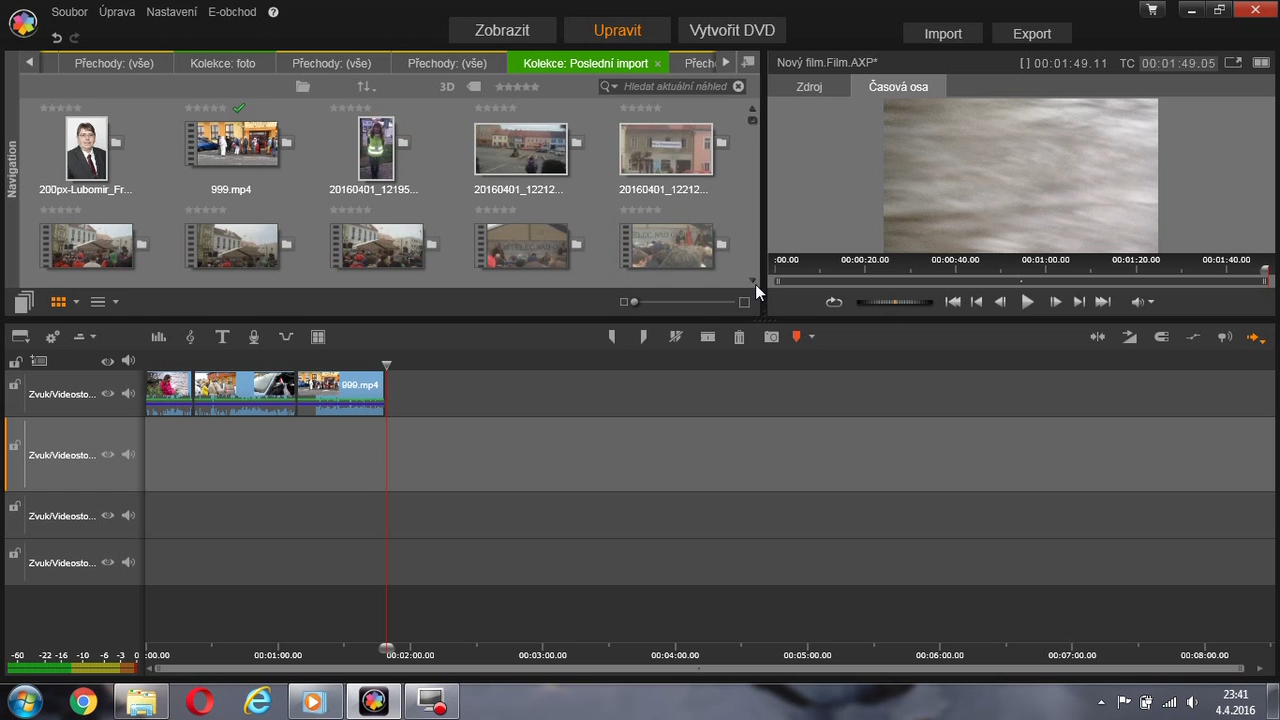 Soubor Úprava Nastavení E-obchod ?
Zobrazit Upravit Vytvořit DVD
Import Export
Přechody: (vše) Kolekce: foto Přechody: (vše) Přechody: (vše) Kolekce: Poslední import × Přech
Nový film.Film.AXP* [ ] 00:01:49.11 TC 00:01:49.05
3D Hledat aktuální náhled
Zdroj Časová osa
Navigation
200px-Lubomir_Fr... 999.mp4 20160401_12195... 20160401_12212... 20160401_12212...
:00.00 00:00:20.00 00:00:40.00 00:01:00.00 00:01:20.00 00:01:40.00
Zvuk/Videosto... 999.mp4
Zvuk/Videosto...
Zvuk/Videosto...
Zvuk/Videosto...
-60 -22 -16 -10 -6 -3 0 :00.00 00:01:00.00 00:02:00.00 00:03:00.00 00:04:00.00 00:05:00.00 00:06:00.00 00:07:00.00 00:08:00.00
23:41
4.4.2016